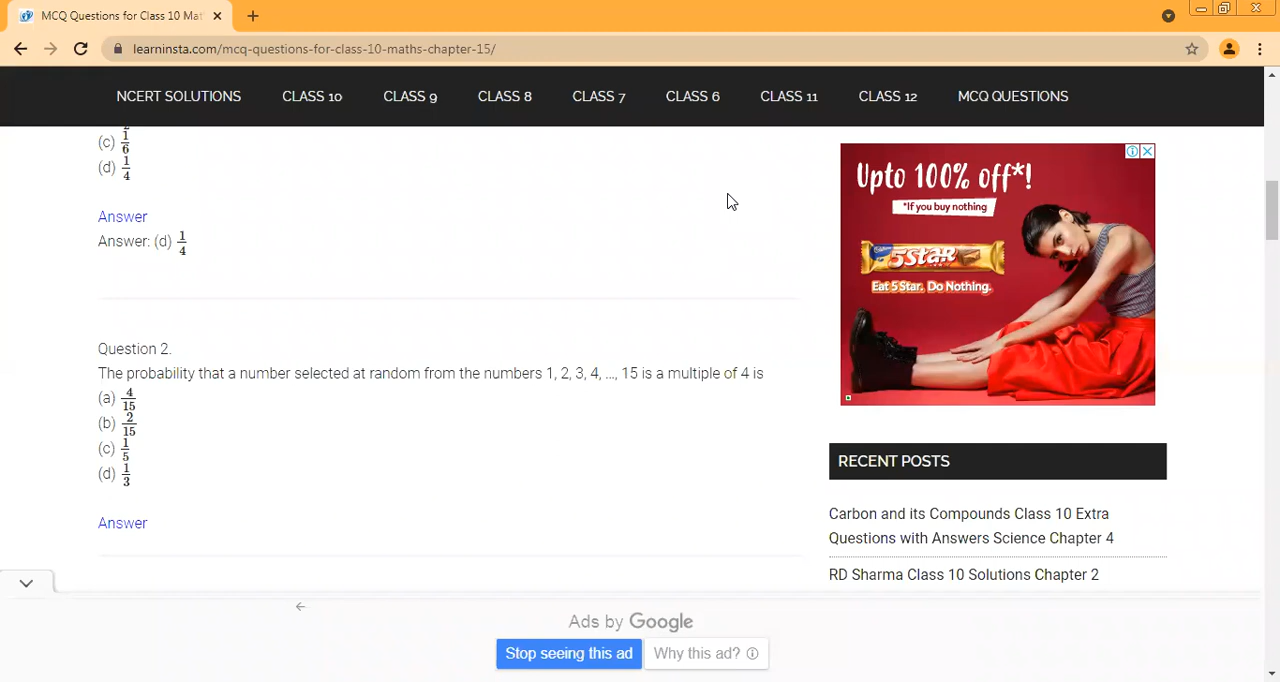 MCQ Questions for Class 10 Mat
learninsta.com/mcq-questions-for-class-10-maths-chapter-15/
NCERT SOLUTIONS CLASS 10 CLASS 9 CLASS 8 CLASS 7 CLASS 6 CLASS 11 CLASS 12 MCQ QUESTIONS
(c) 1/6
(d) 1/4
Answer
Answer: (d) 1/4
Question 2.
The probability that a number selected at random from the numbers 1, 2, 3, 4, …, 15 is a multiple of 4 is
(a) 4/15
(b) 2/15
(c) 1/5
(d) 1/3
Answer
Upto 100% off*!
*If you buy nothing
Cadbury
5Star
Eat 5 Star. Do Nothing.
RECENT POSTS
Carbon and its Compounds Class 10 Extra
Questions with Answers Science Chapter 4
RD Sharma Class 10 Solutions Chapter 2
Ads by Google
Stop seeing this ad
Why this ad?